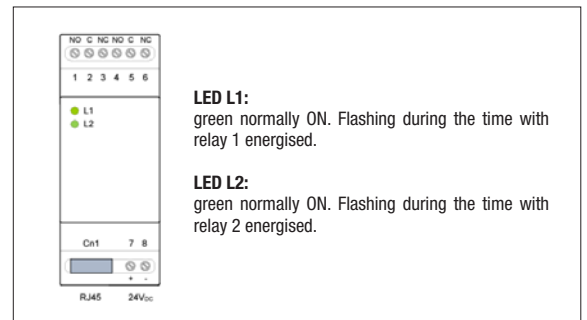 NO C NC NO C NC
1 2 3 4 5 6
L1
L2
Cn1 7 8
+ -
RJ45 24VDC
LED L1:
green normally ON. Flashing during the time with
relay 1 energised.
LED L2:
green normally ON. Flashing during the time with
relay 2 energised.